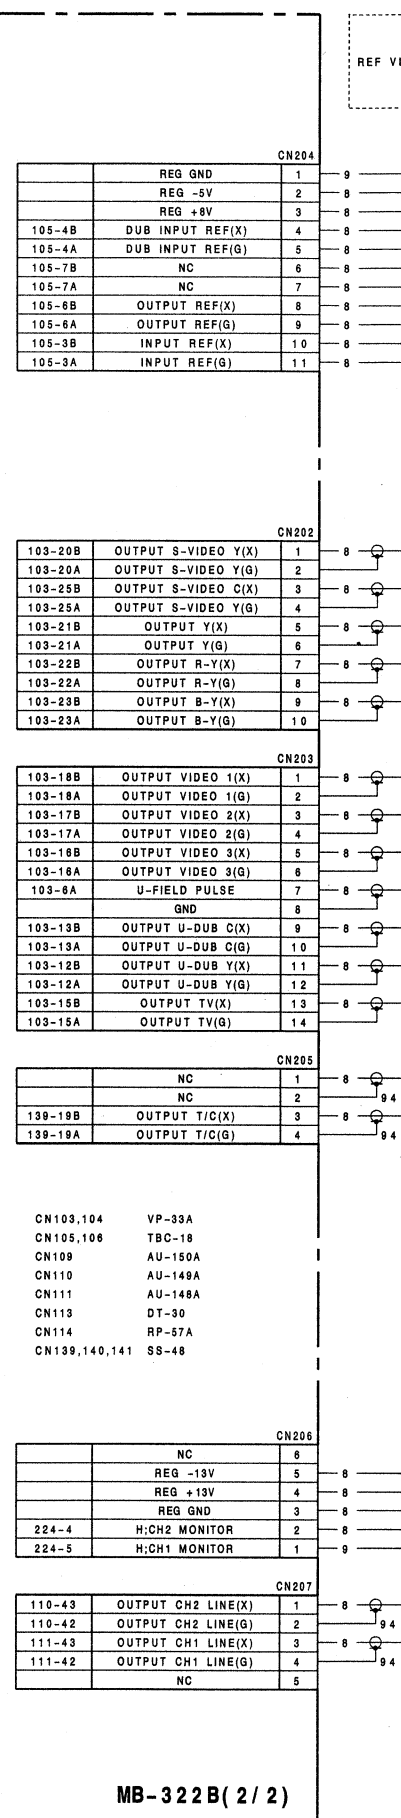 REF VI
CN204
REG GND 1 9
REG -5V 2 8
REG +8V 3 8
105-4B DUB INPUT REF(X) 4 8
105-4A DUB INPUT REF(G) 5 8
105-7B NC 6 8
105-7A NC 7 8
105-6B OUTPUT REF(X) 8 8
105-6A OUTPUT REF(G) 9 8
105-3B INPUT REF(X) 10 8
105-3A INPUT REF(G) 11 8
CN202
103-20B OUTPUT S-VIDEO Y(X) 1 8
103-20A OUTPUT S-VIDEO Y(G) 2
103-25B OUTPUT S-VIDEO C(X) 3 8
103-25A OUTPUT S-VIDEO Y(G) 4
103-21B OUTPUT Y(X) 5 8
103-21A OUTPUT Y(G) 6
103-22B OUTPUT R-Y(X) 7 8
103-22A OUTPUT R-Y(G) 8
103-23B OUTPUT B-Y(X) 9 8
103-23A OUTPUT B-Y(G) 10
CN203
103-18B OUTPUT VIDEO 1(X) 1 8
103-18A OUTPUT VIDEO 1(G) 2
103-17B OUTPUT VIDEO 2(X) 3 8
103-17A OUTPUT VIDEO 2(G) 4
103-16B OUTPUT VIDEO 3(X) 5 8
103-16A OUTPUT VIDEO 3(G) 6
103-6A U-FIELD PULSE 7 8
GND 8
103-13B OUTPUT U-DUB C(X) 9 8
103-13A OUTPUT U-DUB C(G) 10
103-12B OUTPUT U-DUB Y(X) 11 8
103-12A OUTPUT U-DUB Y(G) 12
103-15B OUTPUT TV(X) 13 8
103-15A OUTPUT TV(G) 14
CN205
NC 1 8
NC 2 94
139-19B OUTPUT T/C(X) 3 8
139-19A OUTPUT T/C(G) 4 94
CN103,104 VP-33A
CN105,106 TBC-18
CN109 AU-150A
CN110 AU-149A
CN111 AU-148A
CN113 DT-30
CN114 RP-57A
CN139,140,141 SS-48
CN206
NC 6
REG -13V 5 8
REG +13V 4 8
REG GND 3 8
224-4 H;CH2 MONITOR 2 8
224-5 H;CH1 MONITOR 1 9
CN207
110-43 OUTPUT CH2 LINE(X) 1 8
110-42 OUTPUT CH2 LINE(G) 2 94
111-43 OUTPUT CH1 LINE(X) 3 8
111-42 OUTPUT CH1 LINE(G) 4 94
NC 5
MB-322B(2/2)